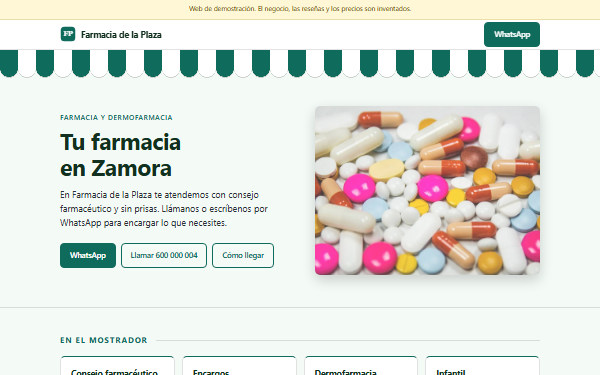 Web de demostración. El negocio, las reseñas y los precios son inventados.
FP Farmacia de la Plaza
WhatsApp
FARMACIA Y DERMOFARMACIA
Tu farmacia
en Zamora
En Farmacia de la Plaza te atendemos con consejo
farmacéutico y sin prisas. Llámanos o escríbenos por
WhatsApp para encargar lo que necesites.
WhatsApp
Llamar 600 000 004
Cómo llegar
EN EL MOSTRADOR
Consejo farmacéutico
Encargos
Dermofarmacia
Infantil